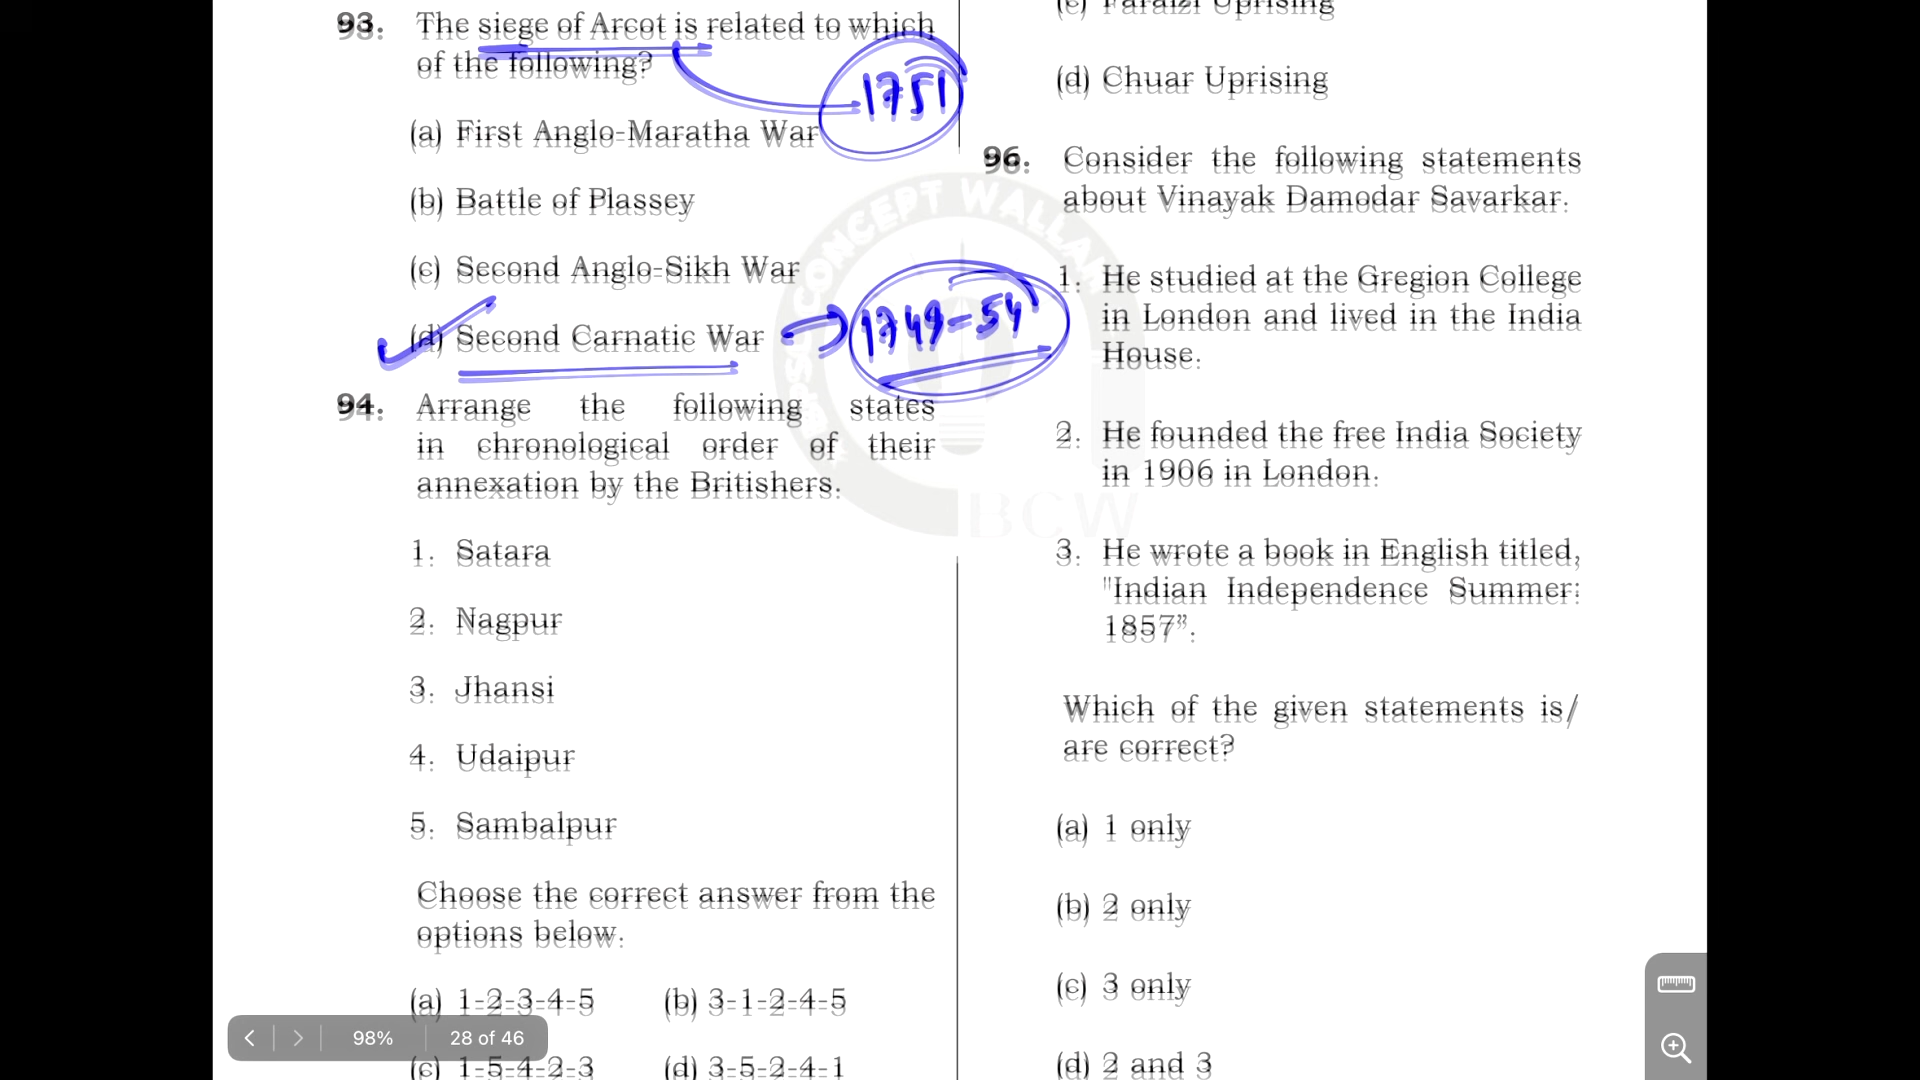 93. The siege of Arcot is related to which
of the following?
1751
(a) First Anglo-Maratha War
(b) Battle of Plassey
(c) Second Anglo-Sikh War
(d) Second Carnatic War
1749-54
94. Arrange the following states
in chronological order of their
annexation by the Britishers.
1. Satara
2. Nagpur
3. Jhansi
4. Udaipur
5. Sambalpur
Choose the correct answer from the
options below.
(a) 1-2-3-4-5 (b) 3-1-2-4-5
(c) 1-5-4-2-3 (d) 3-5-2-4-1
(c) Faraizi Uprising
(d) Chuar Uprising
96. Consider the following statements
about Vinayak Damodar Savarkar.
1. He studied at the Gregion College
in London and lived in the India
House.
2. He founded the free India Society
in 1906 in London.
3. He wrote a book in English titled,
"Indian Independence Summer:
1857”.
Which of the given statements is/
are correct?
(a) 1 only
(b) 2 only
(c) 3 only
(d) 2 and 3
CONCEPT WALLAH
BCW
98% 28 of 46